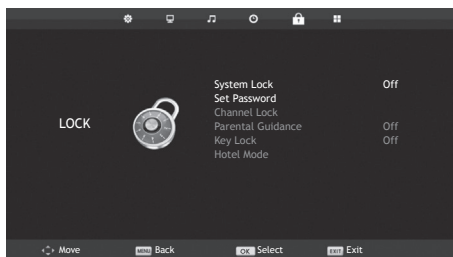 System Lock Off
Set Password
Channel Lock
LOCK
Parental Guidance Off
Key Lock Off
Hotel Mode
Move MENU Back OK Select EXIT Exit